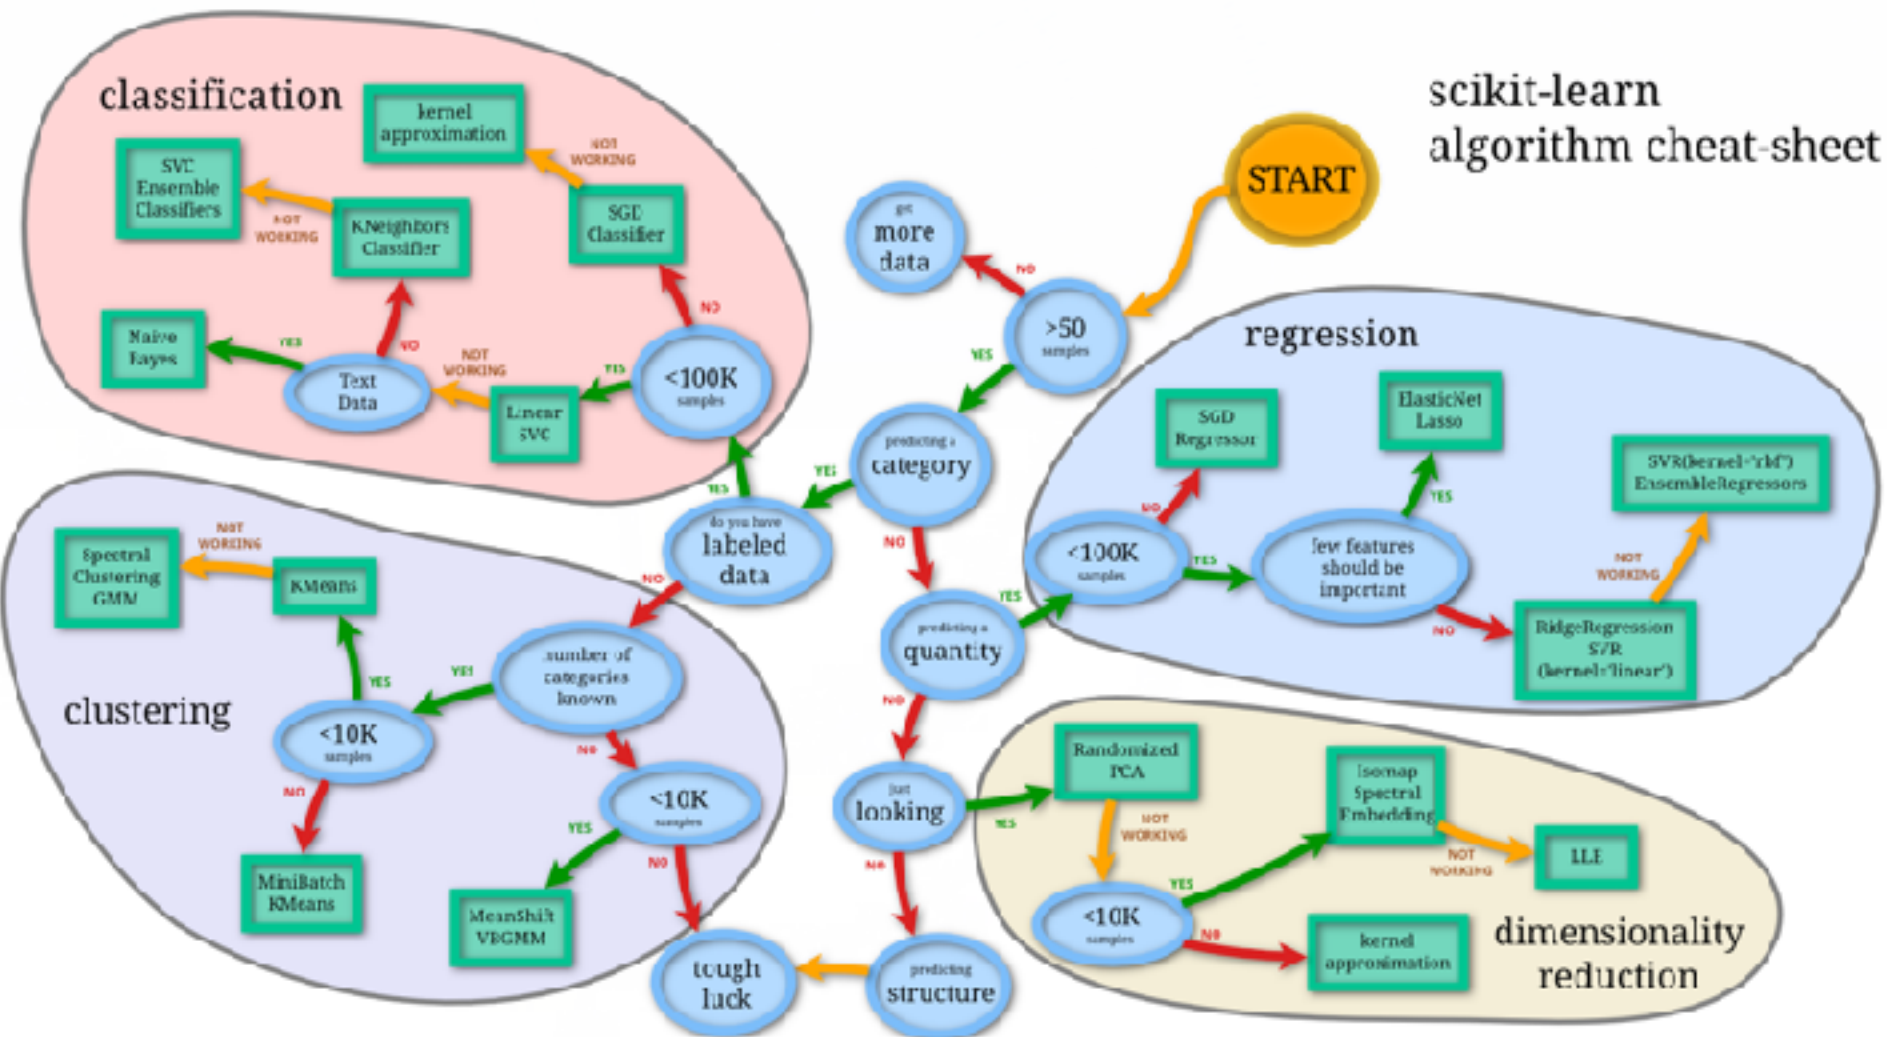 scikit-learn
algorithm cheat-sheet
classification
kernel
approximation
NOT
WORKING
SVC
Ensemble
Classifiers
NOT
WORKING
KNeighbors
Classifier
SGD
Classifier
START
get
more
data
NO
>50
samples
YES
NO
Naive
Bayes
YES
Text
Data
NO
NOT
WORKING
Linear
SVC
YES
<100K
samples
predicting a
category
YES
YES
NO
do you have
labeled
data
NO
regression
SGD
Regressor
ElasticNet
Lasso
SVR(kernel='rbf')
EnsembleRegressors
NO
YES
<100K
samples
YES
few features
should be
important
NOT
WORKING
NO
RidgeRegression
SVR
(kernel='linear')
YES
predicting a
quantity
NO
clustering
Spectral
Clustering
GMM
NOT
WORKING
KMeans
YES
number of
categories
known
YES
<10K
samples
NO
NO
<10K
samples
YES
NO
MiniBatch
KMeans
MeanShift
VBGMM
tough
luck
just
looking
YES
NO
predicting
structure
Randomized
PCA
NOT
WORKING
<10K
samples
YES
NO
Isomap
Spectral
Embedding
NOT
WORKING
LLE
kernel
approximation
dimensionality
reduction